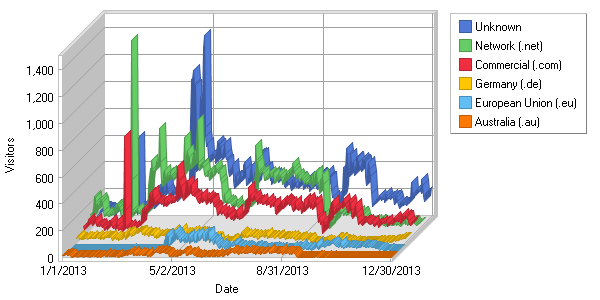 Unknown
Network (.net)
Commercial (.com)
Germany (.de)
European Union (.eu)
Australia (.au)
1,400
1,200
1,000
800
600
400
200
0
Visitors
1/1/2013 5/2/2013 8/31/2013 12/30/2013
Date